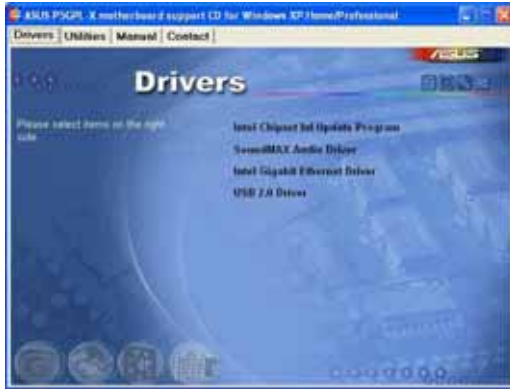 ASUS P5GPL-X motherboard support CD for Windows XP Home/Professional
Drivers Utilities Manual Contact
ASUS
Drivers
Please select items on the right side
Intel Chipset Inf Update Program
SoundMAX Audio Driver
Intel Gigabit Ethernet Driver
USB 2.0 Driver